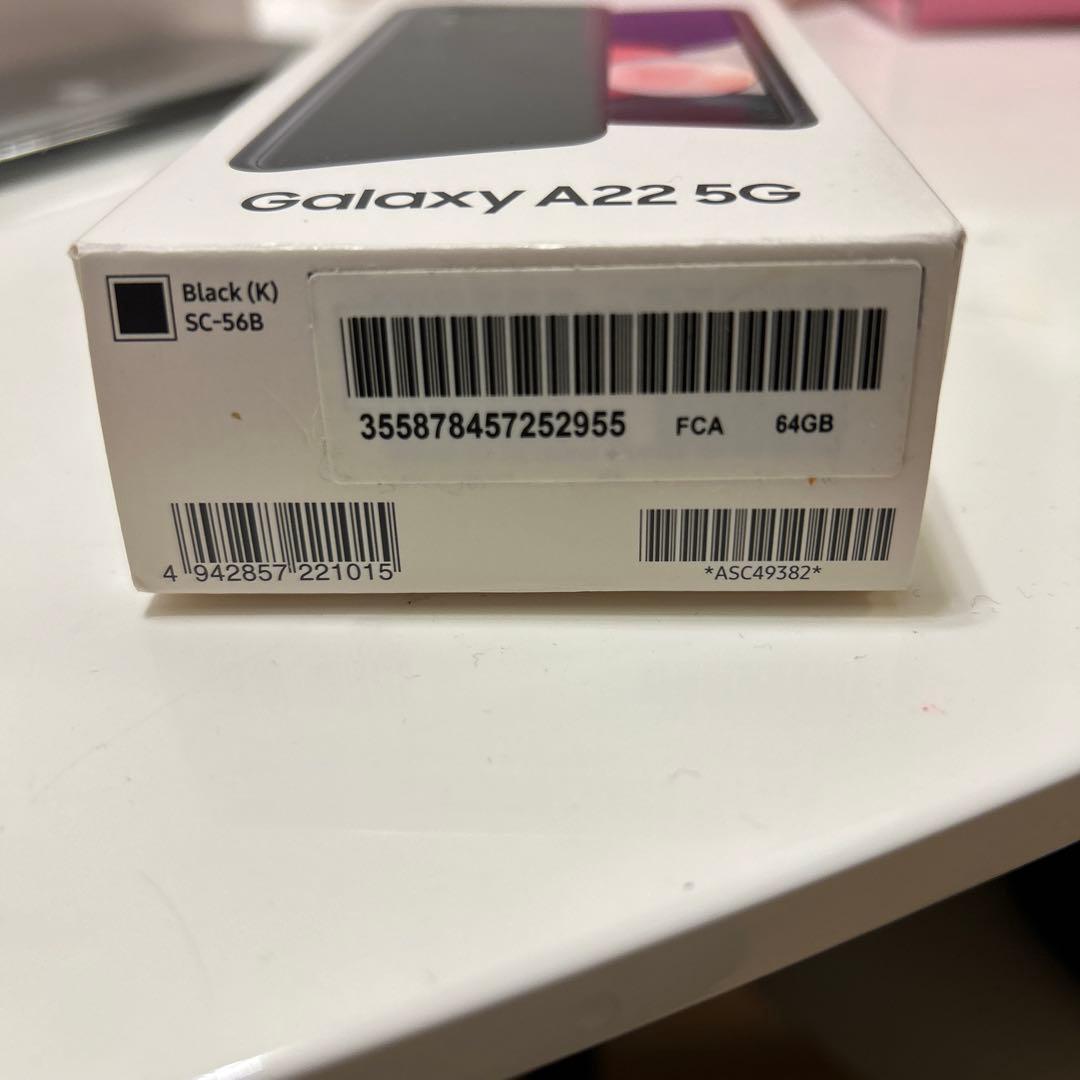 Galaxy A22 5G
Black (K)
SC-56B
355878457252955 FCA 64GB
4 942857 221015
*ASC49382*